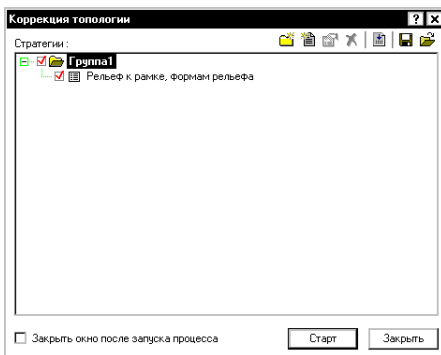 Коррекция топологии
Стратегии :
Группа1
Рельеф к рамке, формам рельефа
Закрыть окно после запуска процесса
Старт
Закрыть